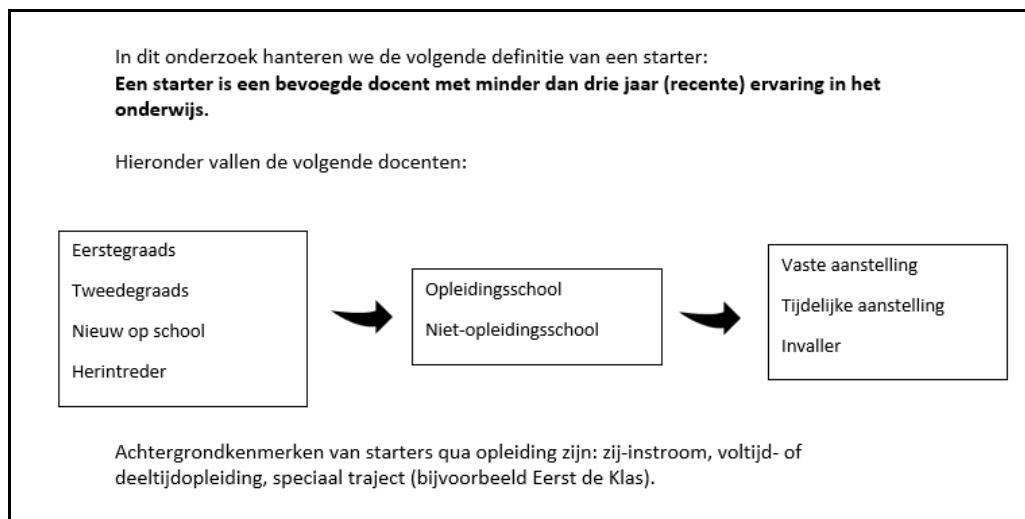 In dit onderzoek hanteren we de volgende definitie van een starter:
Een starter is een bevoegde docent met minder dan drie jaar (recente) ervaring in het
onderwijs.
Hieronder vallen de volgende docenten:
Eerstegraads
Tweedegraads
Nieuw op school
Herintreder
Opleidingsschool
Niet-opleidingsschool
Vaste aanstelling
Tijdelijke aanstelling
Invaller
Achtergrondkenmerken van starters qua opleiding zijn: zij-instroom, voltijd- of
deeltijdopleiding, speciaal traject (bijvoorbeeld Eerst de Klas).